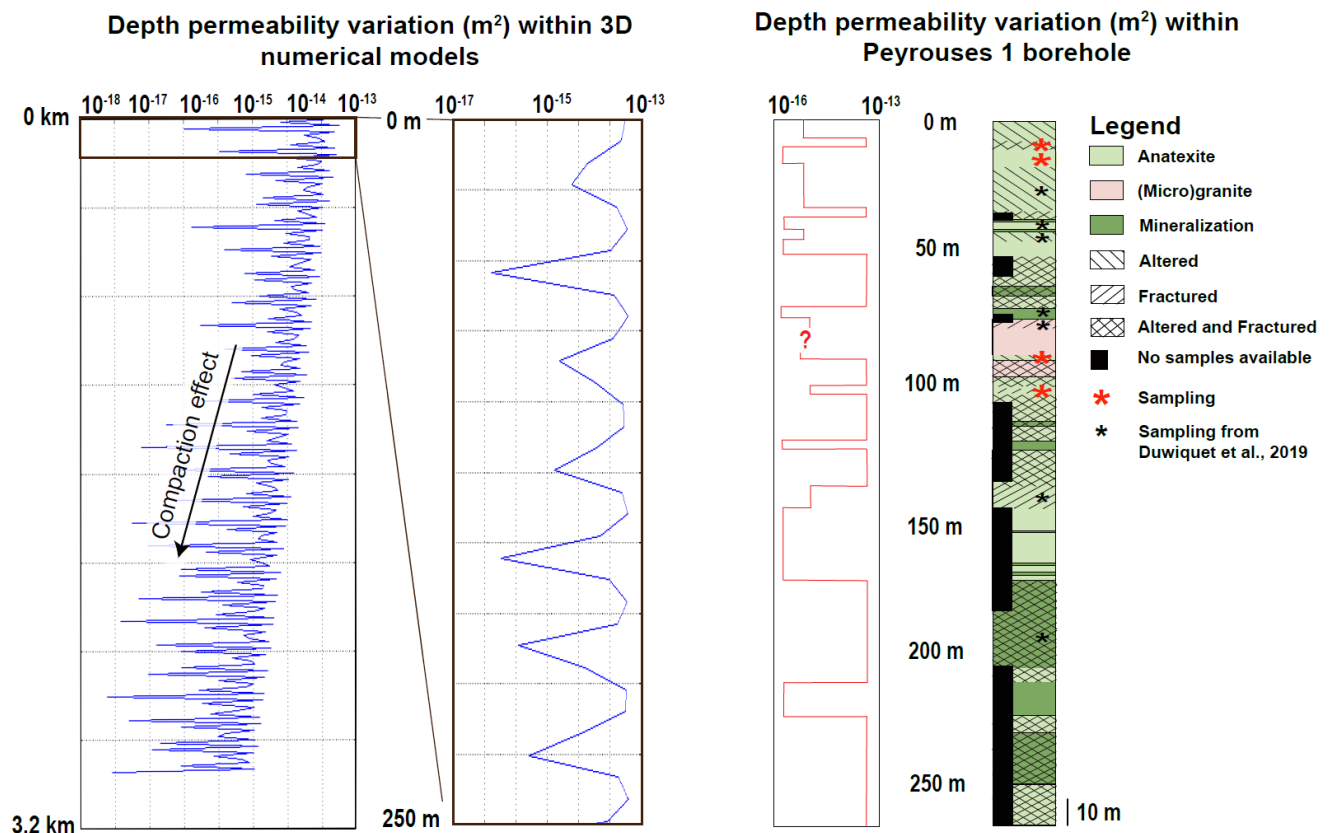 Depth permeability variation (m²) within 3D
numerical models
10⁻¹⁸ 10⁻¹⁷ 10⁻¹⁶ 10⁻¹⁵ 10⁻¹⁴ 10⁻¹³
0 km
Compaction effect
3.2 km
10⁻¹⁷ 10⁻¹⁵ 10⁻¹³
0 m
250 m
Depth permeability variation (m²) within
Peyrouses 1 borehole
10⁻¹⁶ 10⁻¹³
?
0 m
50 m
100 m
150 m
200 m
250 m
10 m
Legend
Anatexite
(Micro)granite
Mineralization
Altered
Fractured
Altered and Fractured
No samples available
* Sampling
* Sampling from
Duwiquet et al., 2019